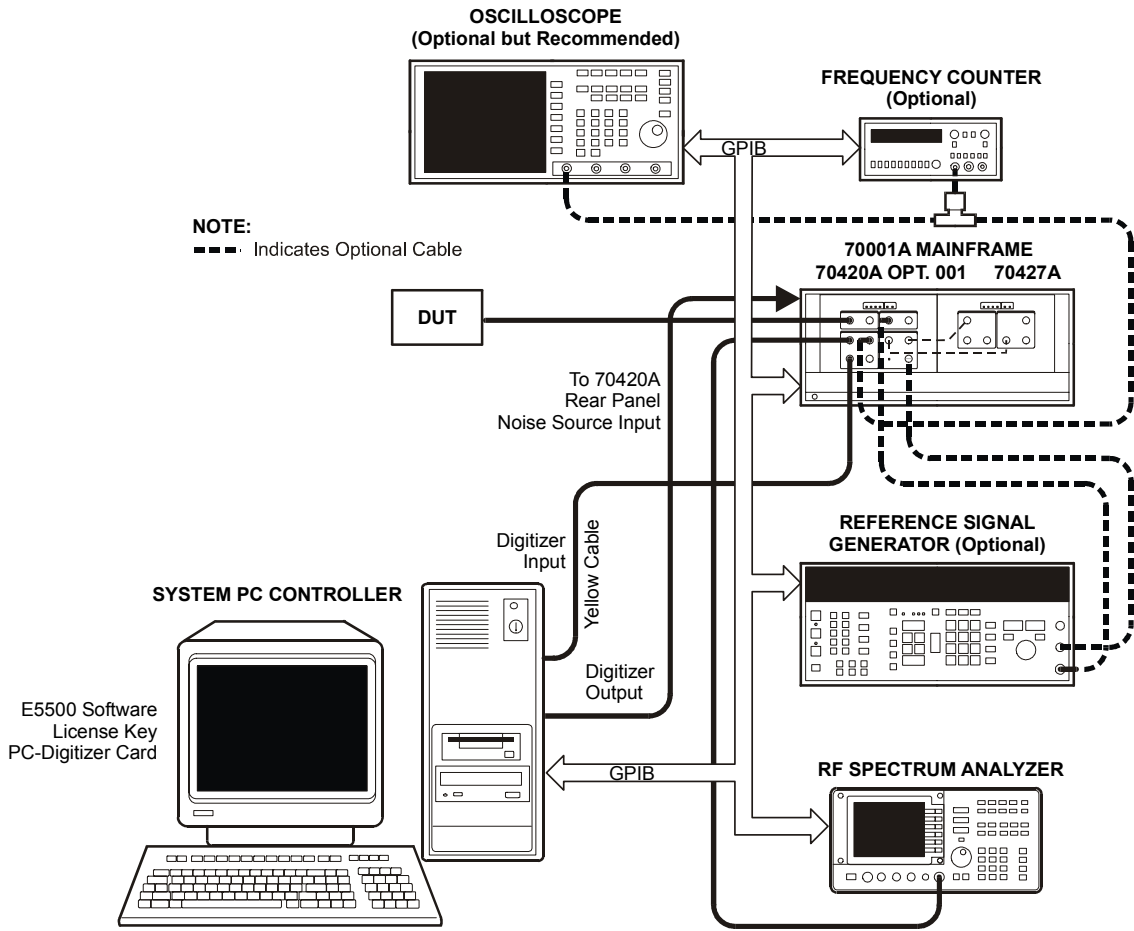 OSCILLOSCOPE
(Optional but Recommended)
FREQUENCY COUNTER
(Optional)
GPIB
NOTE:
Indicates Optional Cable
70001A MAINFRAME
70420A OPT. 001 70427A
DUT
To 70420A
Rear Panel
Noise Source Input
REFERENCE SIGNAL
GENERATOR (Optional)
Digitizer
Input
Yellow Cable
SYSTEM PC CONTROLLER
Digitizer
Output
E5500 Software
License Key
PC-Digitizer Card
GPIB
RF SPECTRUM ANALYZER